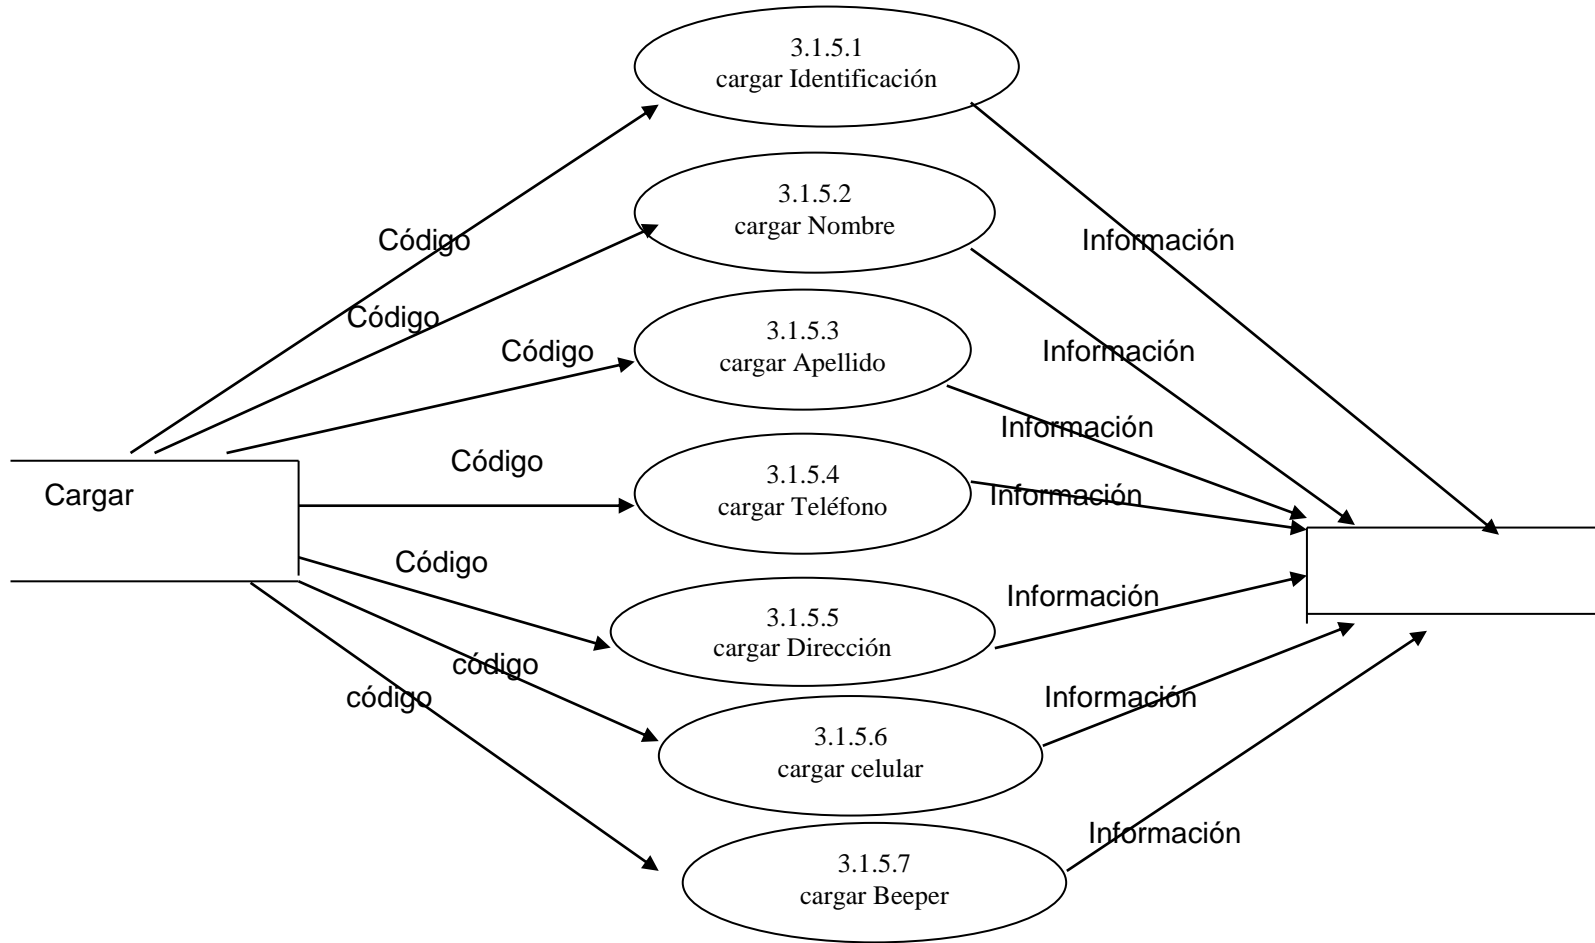 3.1.5.1
cargar Identificación
3.1.5.2
cargar Nombre
Código
Información
Código
3.1.5.3
cargar Apellido
Código
Información
Información
Código
3.1.5.4
cargar Teléfono
Cargar
Información
Código
Información
3.1.5.5
cargar Dirección
código
código
Información
3.1.5.6
cargar celular
Información
3.1.5.7
cargar Beeper